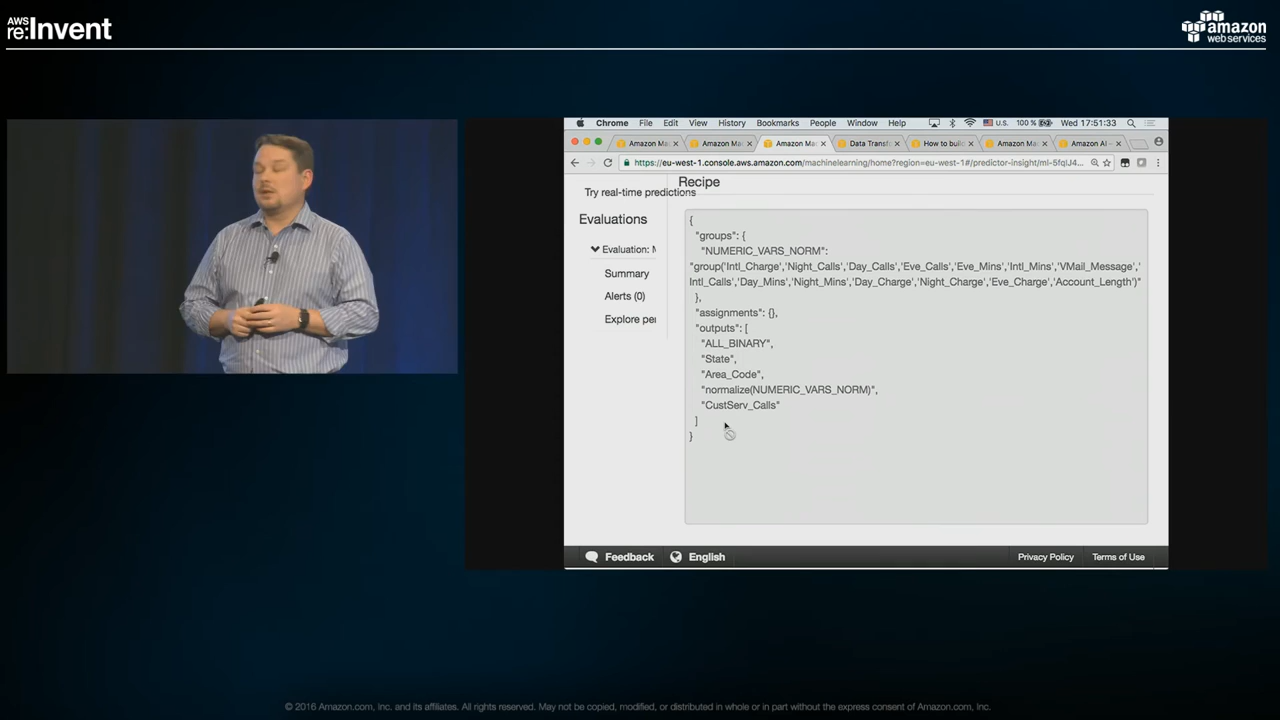 AWS
re:Invent
amazon
web services
Chrome File Edit View History Bookmarks People Window Help U.S. 100 % Wed 17:51:33
Amazon Ma Amazon Ma Amazon Ma Data Transf How to build Amazon Ma Amazon AI –
https://eu-west-1.console.aws.amazon.com/machinelearning/home?region=eu-west-1#/predictor-insight/ml-5fqlJ4...
Recipe
Try real-time predictions
Evaluations
Evaluation: M
Summary
Alerts (0)
Explore per
{
"groups": {
"NUMERIC_VARS_NORM":
"group('Intl_Charge','Night_Calls','Day_Calls','Eve_Calls','Eve_Mins','Intl_Mins','VMail_Message','
Intl_Calls','Day_Mins','Night_Mins','Day_Charge','Night_Charge','Eve_Charge','Account_Length')"
},
"assignments": {},
"outputs": [
"ALL_BINARY",
"State",
"Area_Code",
"normalize(NUMERIC_VARS_NORM)",
"CustServ_Calls"
]
}
Feedback English Privacy Policy Terms of Use
© 2016 Amazon.com, Inc. and its affiliates. All rights reserved. May not be copied, modified, or distributed in whole or in part without the express consent of Amazon.com, Inc.